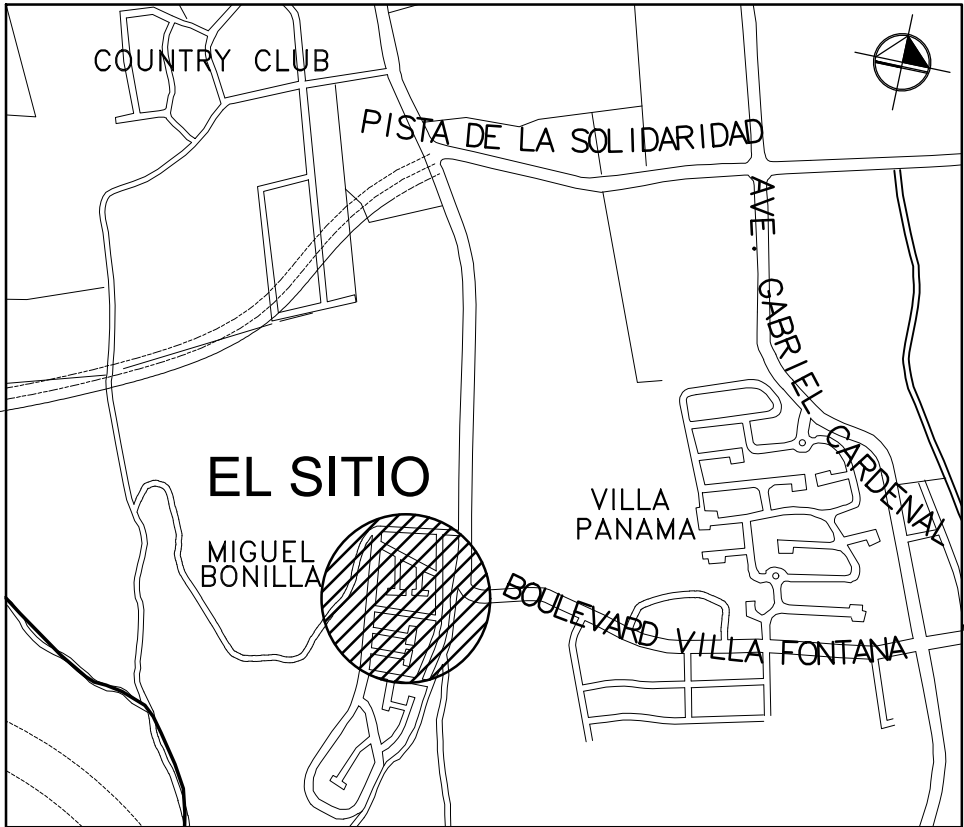 COUNTRY CLUB
PISTA DE LA SOLIDARIDAD
AVE. GABRIEL CARDENAL
EL SITIO
VILLA
PANAMA
MIGUEL
BONILLA
BOULEVARD VILLA FONTANA